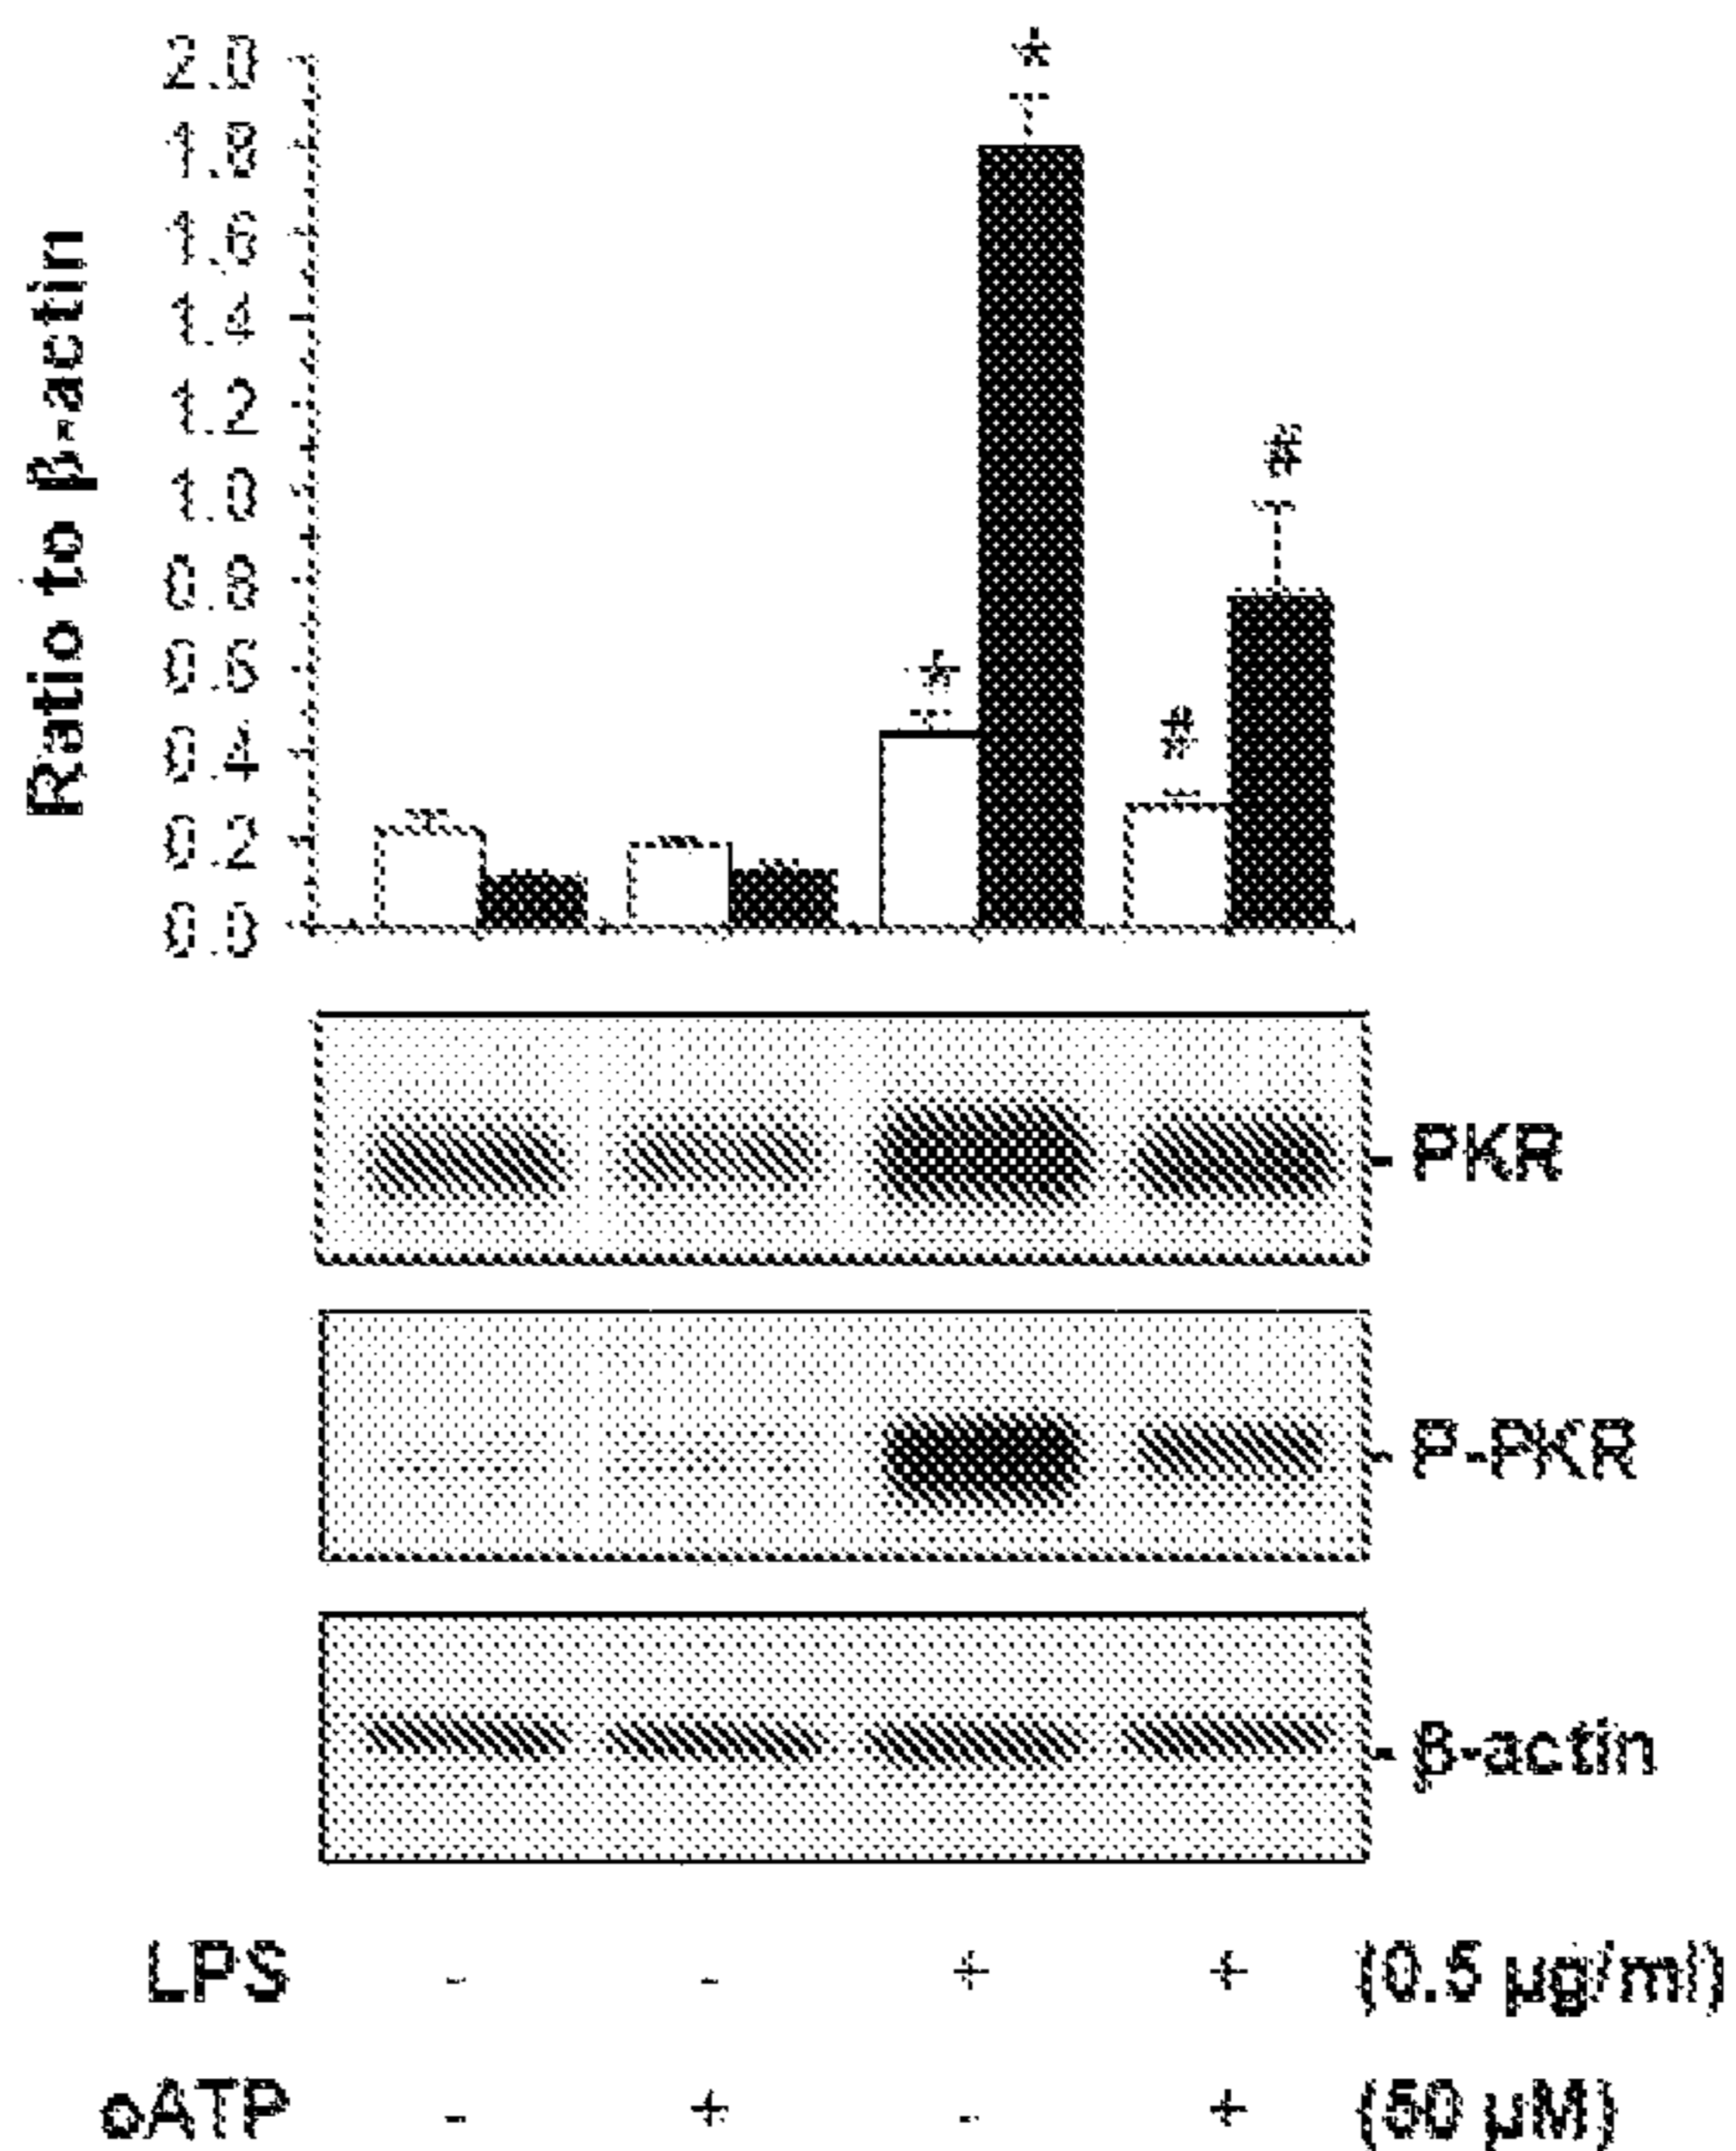 Ratio to β-actin
2.0
1.8
1.6
1.4
1.2
1.0
0.8
0.6
0.4
0.2
0.0
*
*
#
#
- PKR
- P-PKR
- β-actin
LPS - - + + (0.5 µg/ml)
oATP - + - + (50 µM)